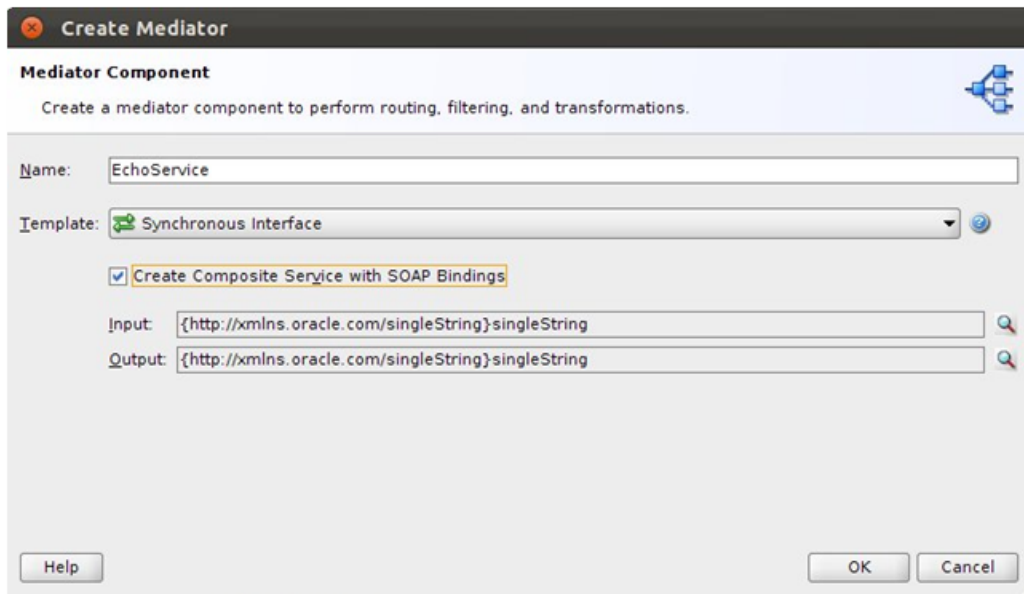 Create Mediator
Mediator Component
Create a mediator component to perform routing, filtering, and transformations.
Name: EchoService
Template: Synchronous Interface
Create Composite Service with SOAP Bindings
Input: {http://xmlns.oracle.com/singleString}singleString
Output: {http://xmlns.oracle.com/singleString}singleString
Help OK Cancel